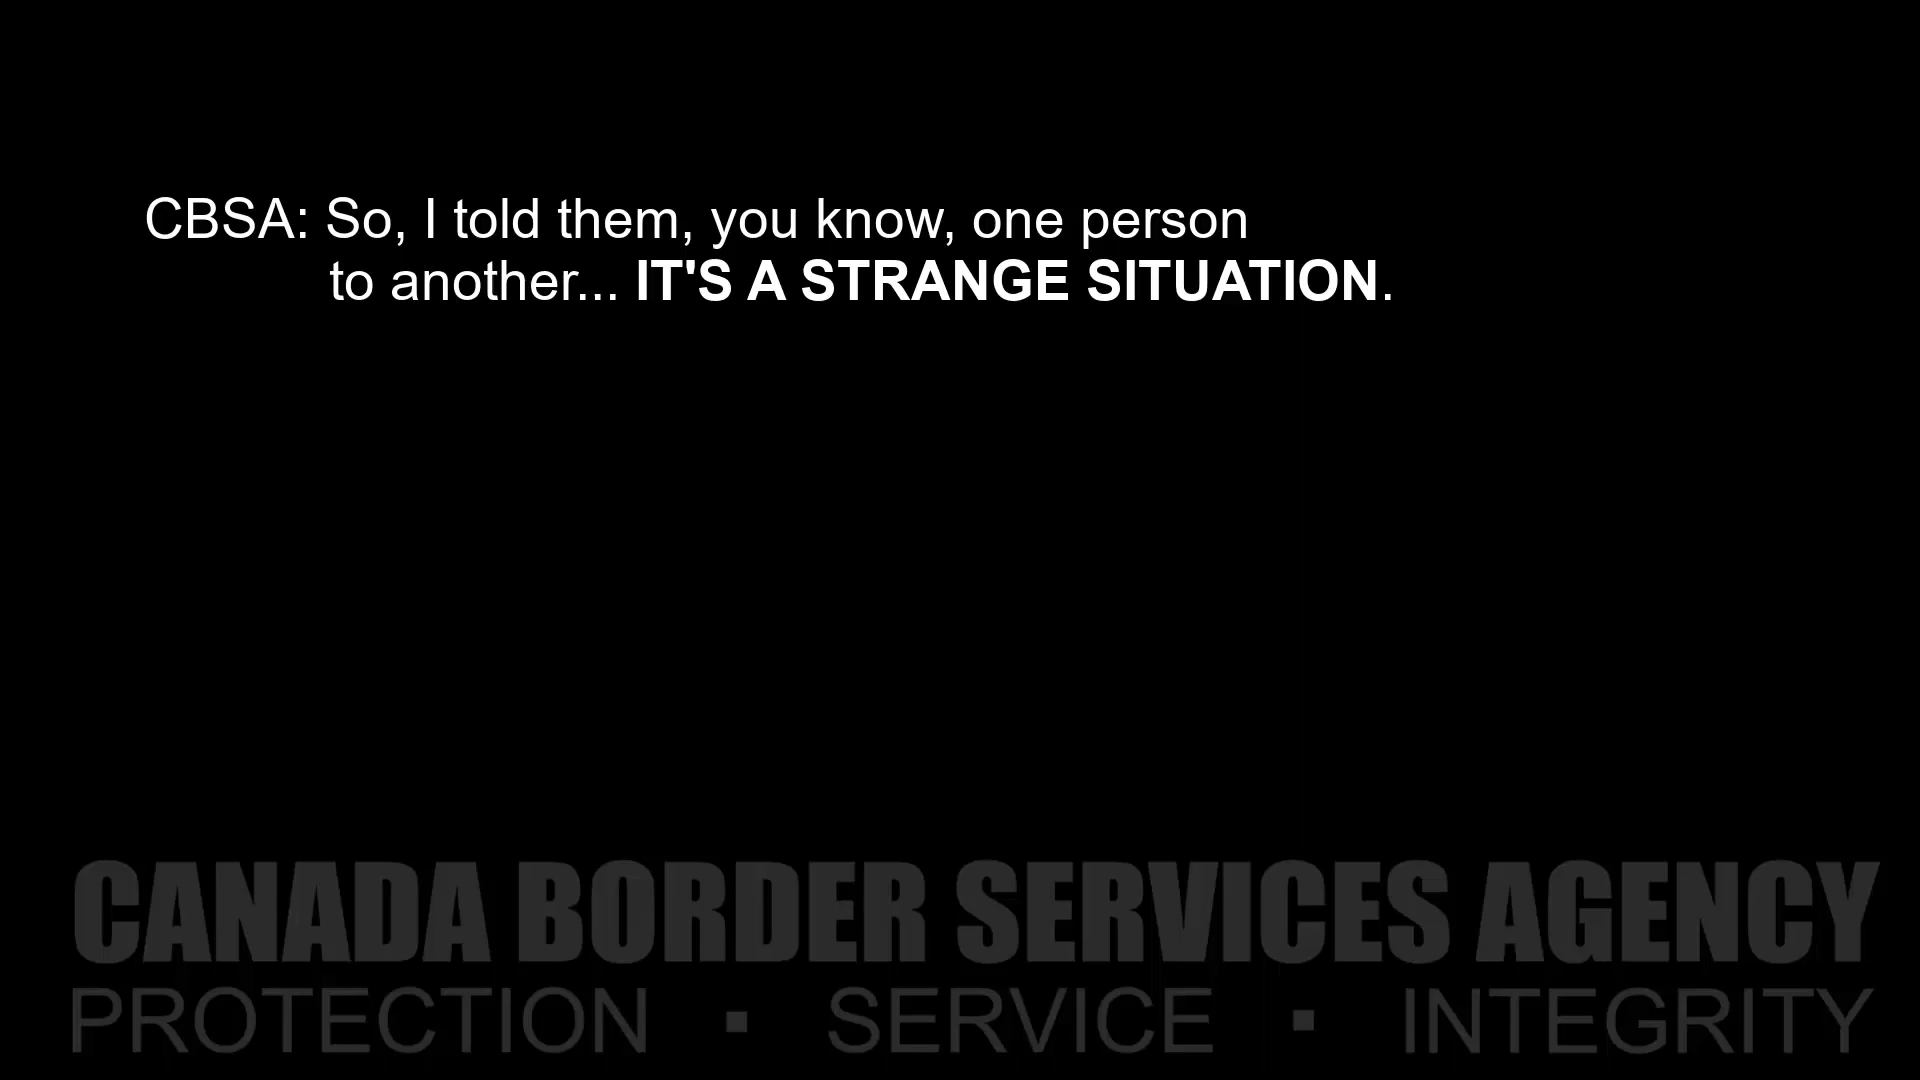 CBSA: So, I told them, you know, one person
to another... IT'S A STRANGE SITUATION.
CANADA BORDER SERVICES AGENCY
PROTECTION ▪ SERVICE ▪ INTEGRITY